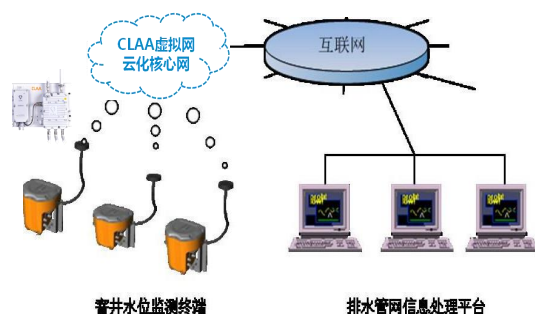 CLAA虚拟网
云化核心网
互联网
窨井水位监测终端
排水管网信息处理平台